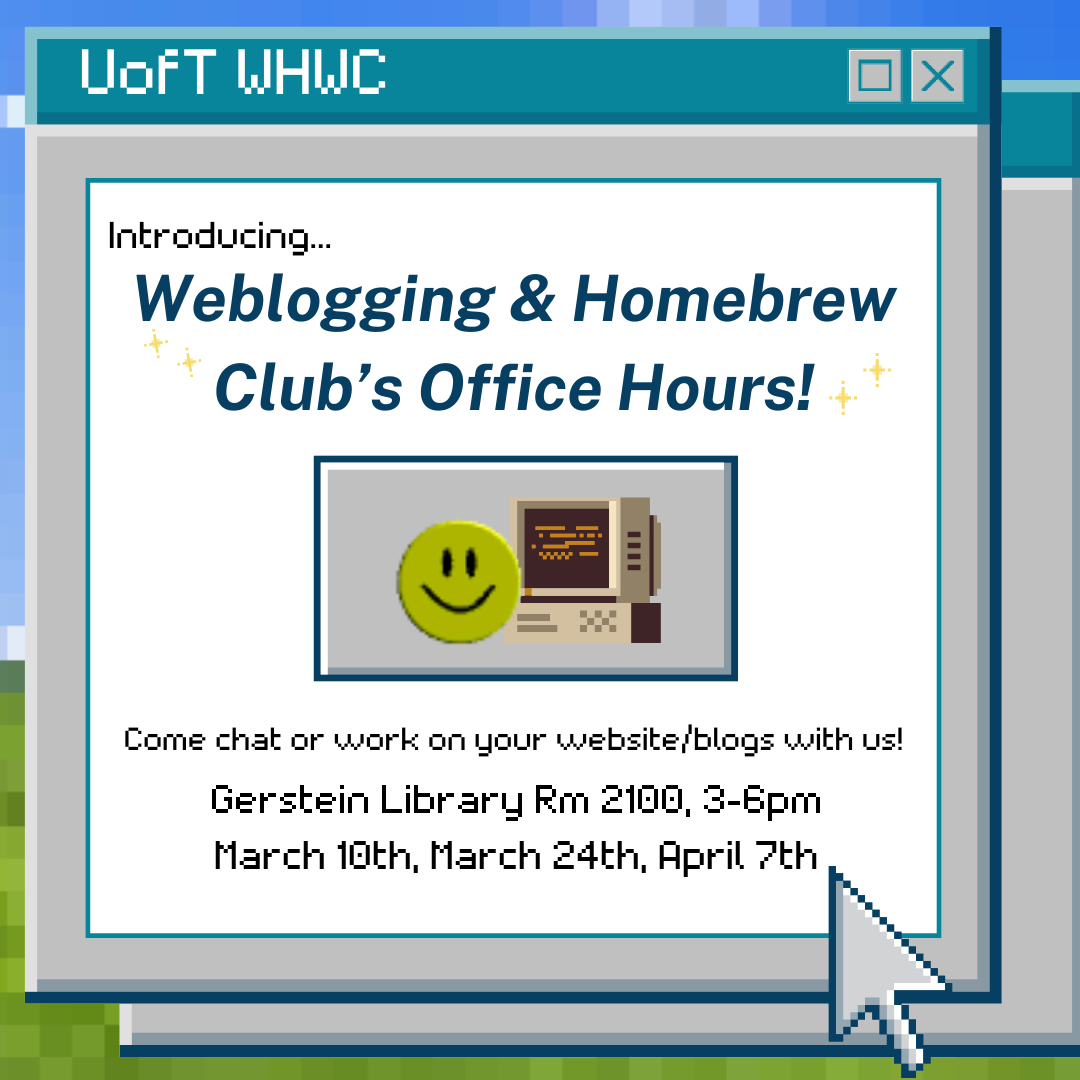 UofT WHWC
Introducing...
Weblogging & Homebrew
Club's Office Hours!
Come chat or work on your website/blogs with us!
Gerstein Library Rm 2100, 3-6pm
March 10th, March 24th, April 7th